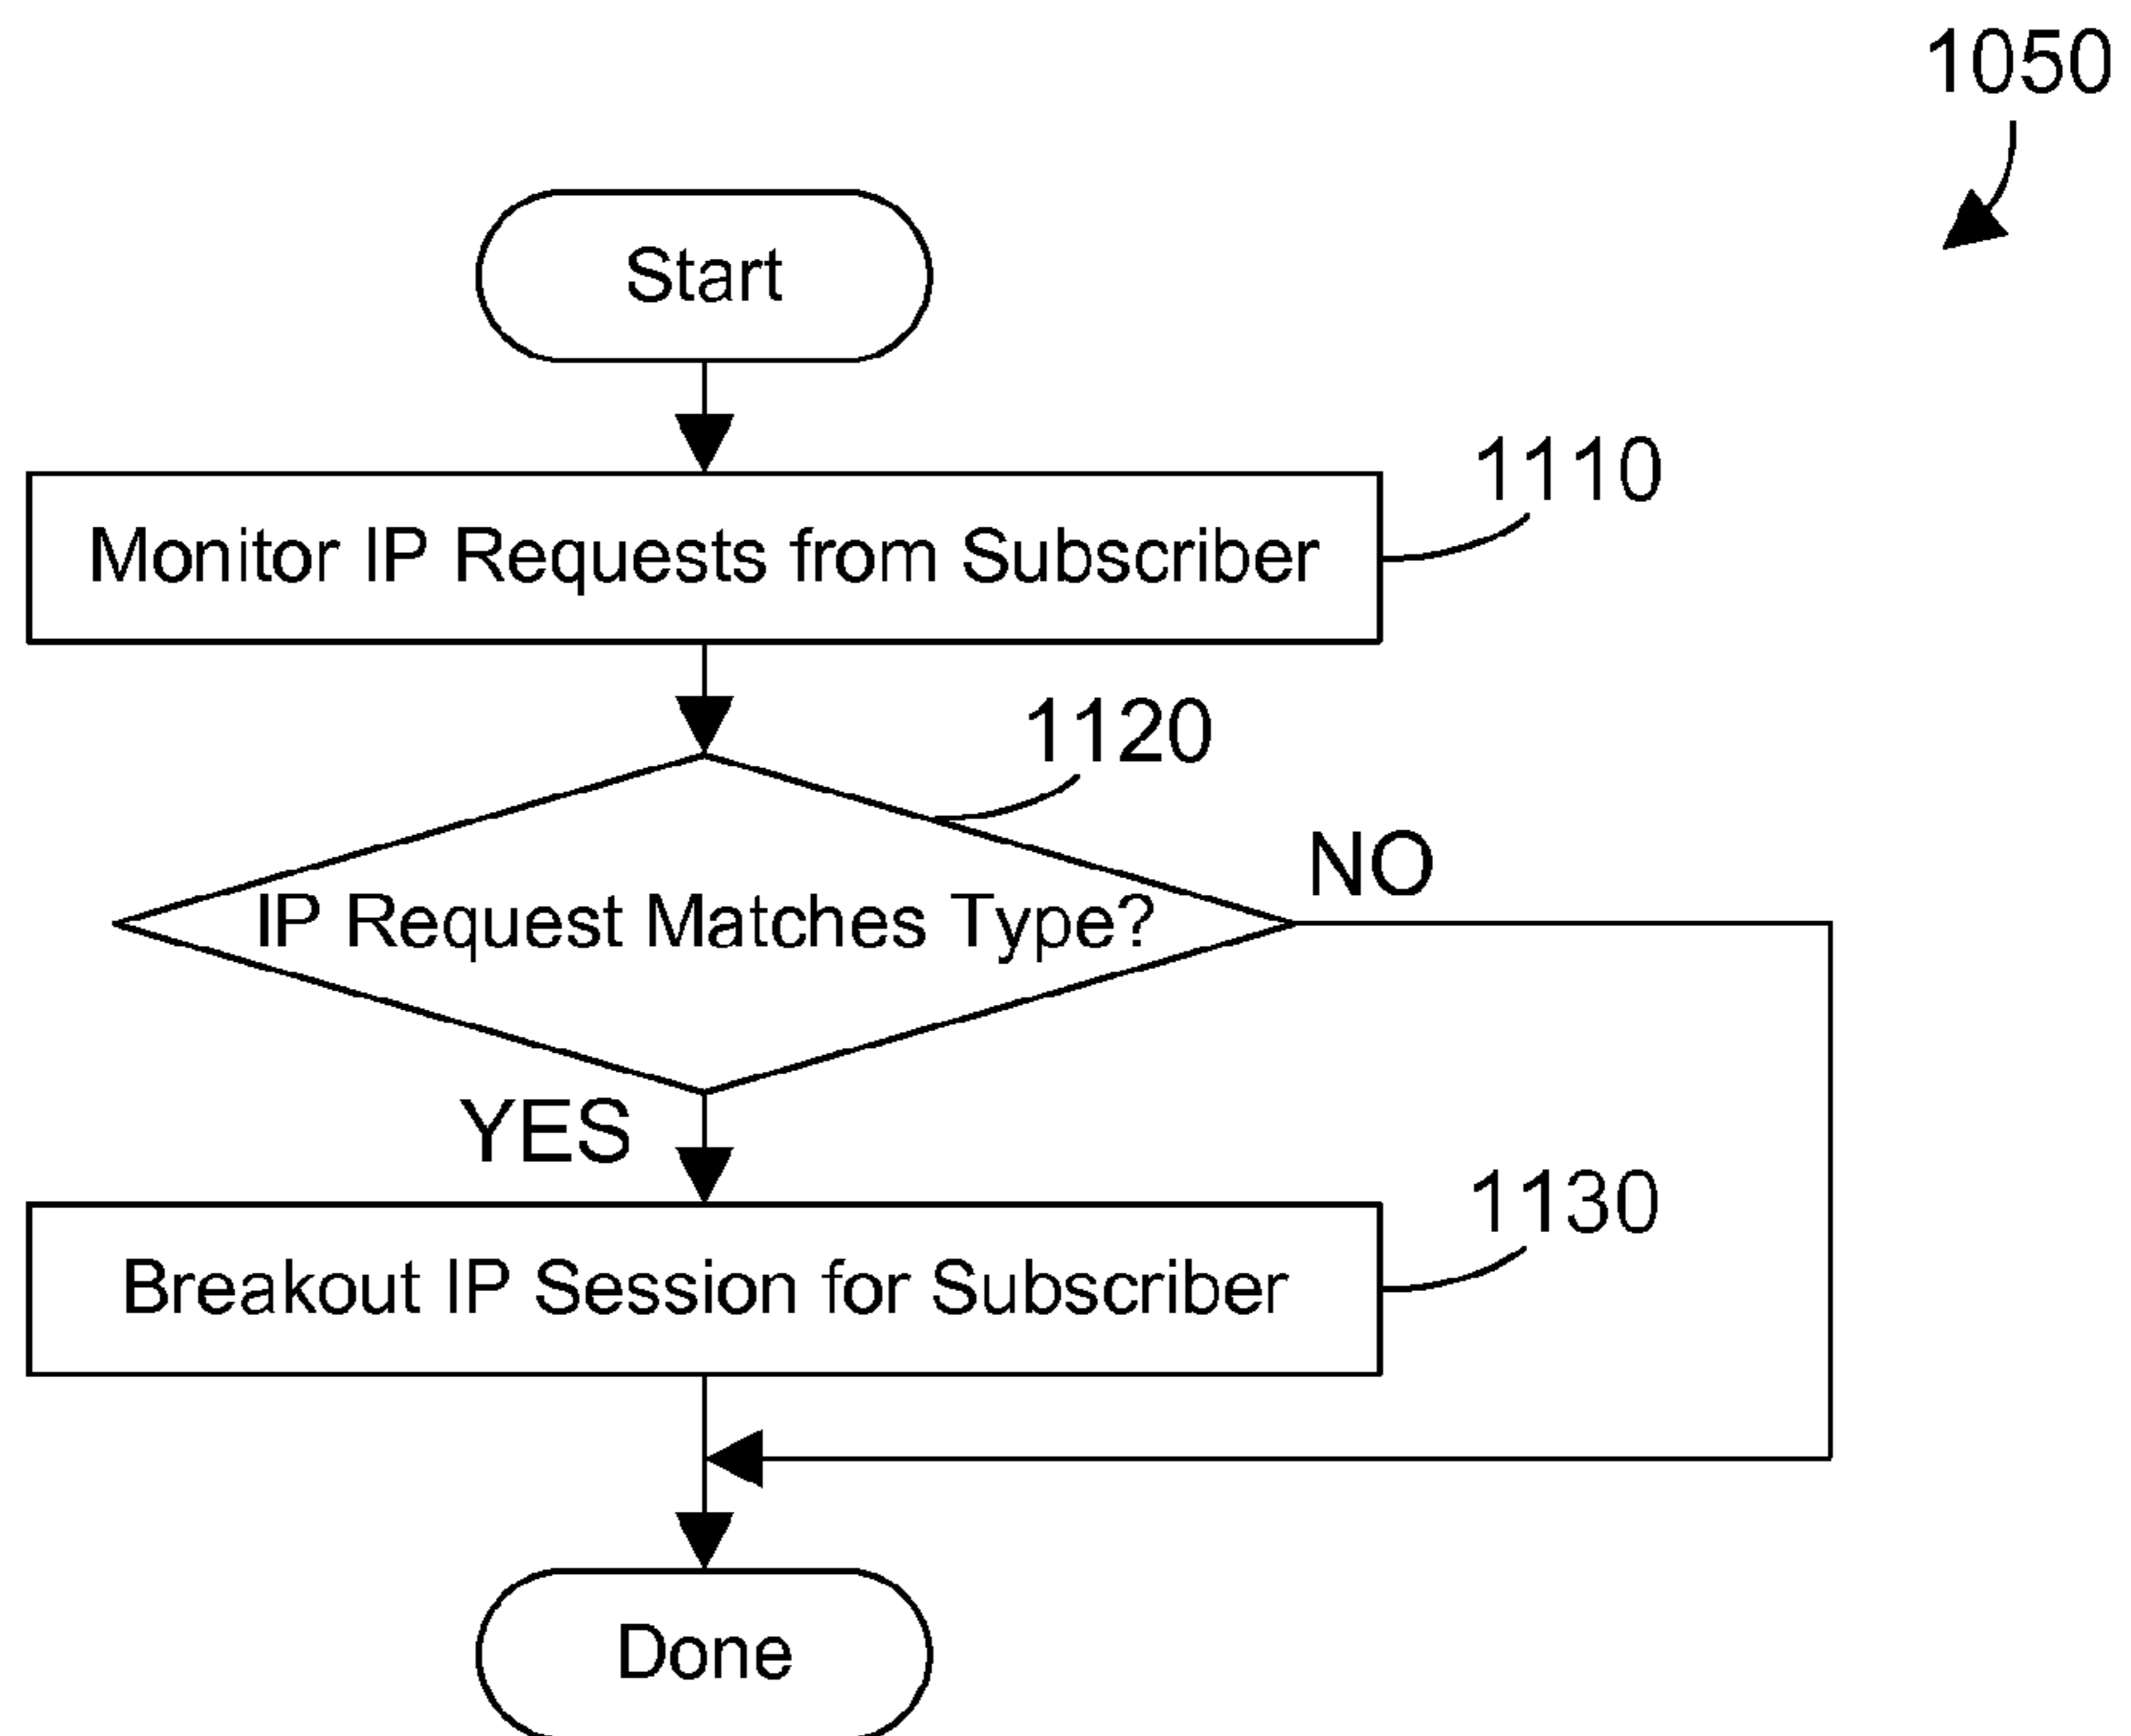 1050
Start
1110
Monitor IP Requests from Subscriber
1120
NO
IP Request Matches Type?
YES
1130
Breakout IP Session for Subscriber
Done